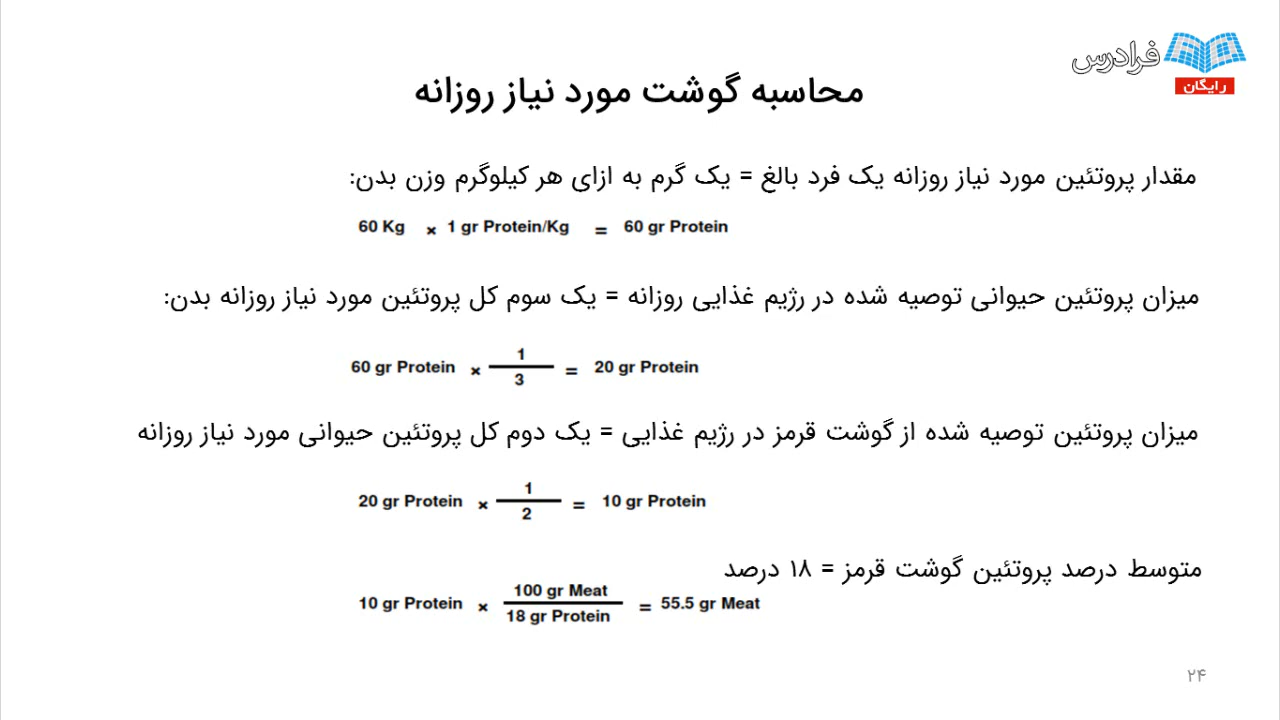 فرادرس
رایگان
محاسبه گوشت مورد نیاز روزانه
مقدار پروتئین مورد نیاز روزانه یک فرد بالغ = یک گرم به ازای هر کیلوگرم وزن بدن:
60 Kg × 1 gr Protein/Kg = 60 gr Protein
میزان پروتئین حیوانی توصیه شده در رژیم غذایی روزانه = یک سوم کل پروتئین مورد نیاز روزانه بدن:
1
60 gr Protein × = 20 gr Protein
3
میزان پروتئین توصیه شده از گوشت قرمز در رژیم غذایی = یک دوم کل پروتئین حیوانی مورد نیاز روزانه
1
20 gr Protein × = 10 gr Protein
2
متوسط درصد پروتئین گوشت قرمز = ۱۸ درصد
100 gr Meat
10 gr Protein × = 55.5 gr Meat
18 gr Protein
۲۴